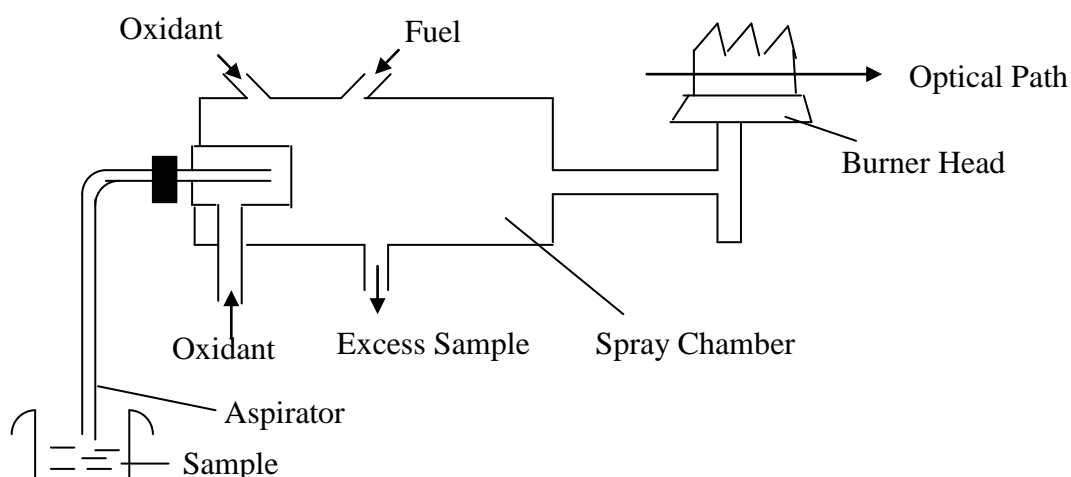 Oxidant
Fuel
Optical Path
Burner Head
Oxidant
Excess Sample
Spray Chamber
Aspirator
Sample